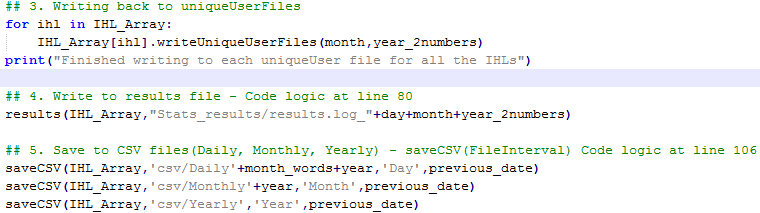 ## 3. Writing back to uniqueUserFiles
for ihl in IHL_Array:
    IHL_Array[ihl].writeUniqueUserFiles(month,year_2numbers)
print("Finished writing to each uniqueUser file for all the IHLs")
## 4. Write to results file - Code logic at line 80
results(IHL_Array,"Stats_results/results.log_"+day+month+year_2numbers)
## 5. Save to CSV files(Daily, Monthly, Yearly) - saveCSV(FileInterval) Code logic at line 106
saveCSV(IHL_Array,'csv/Daily'+month_words+year,'Day',previous_date)
saveCSV(IHL_Array,'csv/Monthly'+year,'Month',previous_date)
saveCSV(IHL_Array,'csv/Yearly','Year',previous_date)